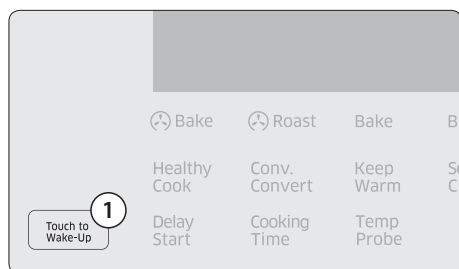 Bake
Roast
Bake
B
Healthy
Cook
Conv.
Convert
Keep
Warm
Se
C
1
Touch to
Wake-Up
Delay
Start
Cooking
Time
Temp
Probe